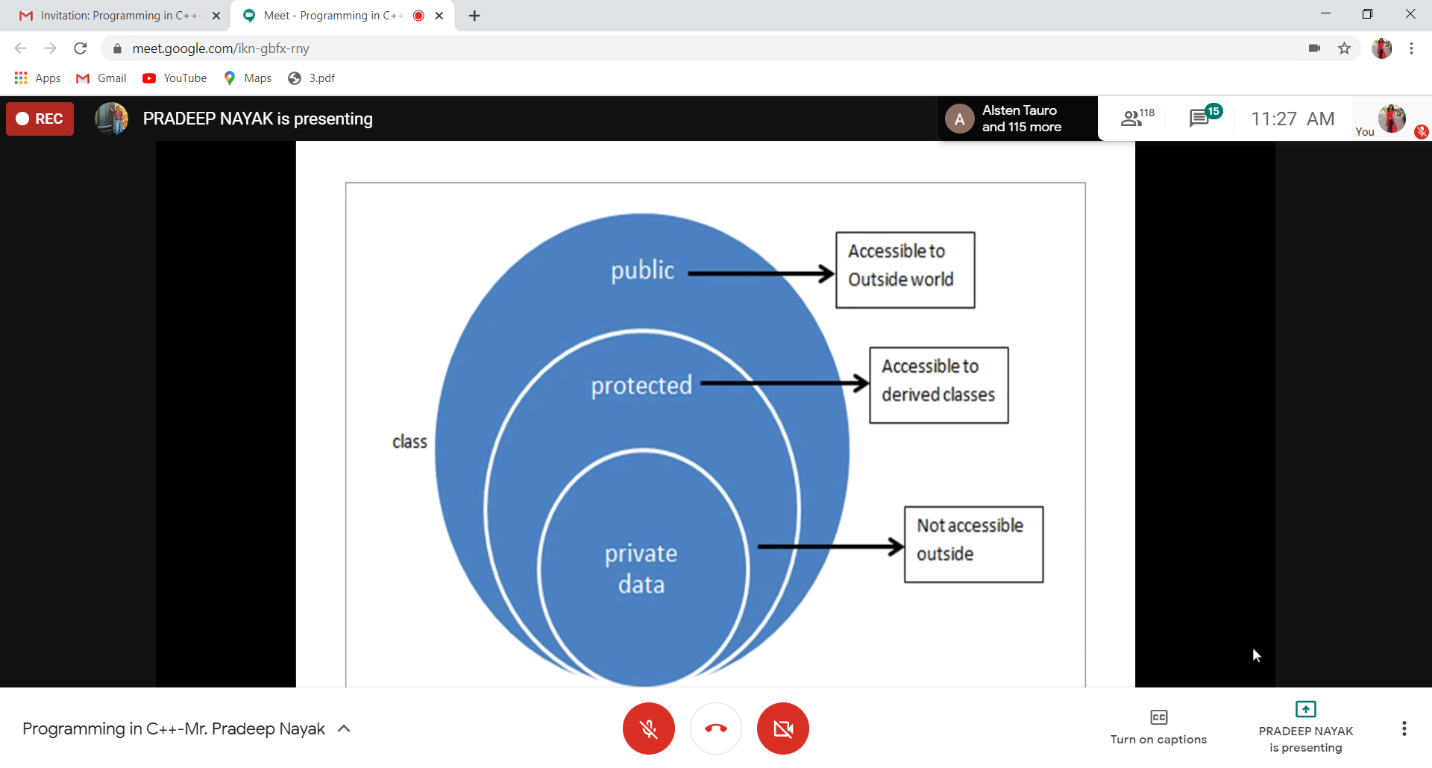 Invitation: Programming in C++-
Meet - Programming in C++
meet.google.com/ikn-gbfx-rny
Apps
Gmail
YouTube
Maps
3.pdf
REC
PRADEEP NAYAK is presenting
A
Alsten Tauro
and 115 more
118
15
11:27 AM
You
public
Accessible to
Outside world
protected
Accessible to
derived classes
class
private
data
Not accessible
outside
Programming in C++-Mr. Pradeep Nayak
CC
Turn on captions
PRADEEP NAYAK
is presenting